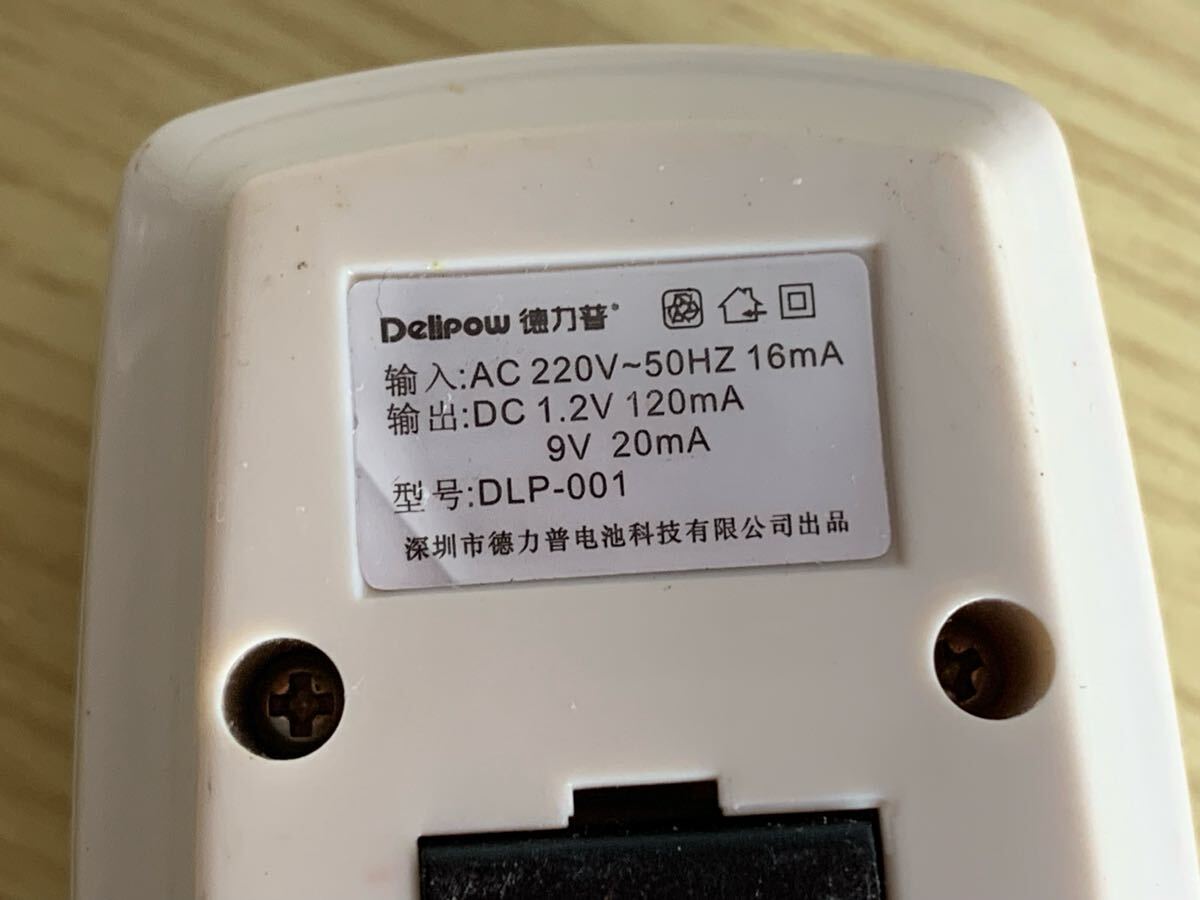 Delipow 德力普®
输入:AC 220V~50HZ 16mA
输出:DC 1.2V 120mA
9V 20mA
型号:DLP-001
深圳市德力普电池科技有限公司出品